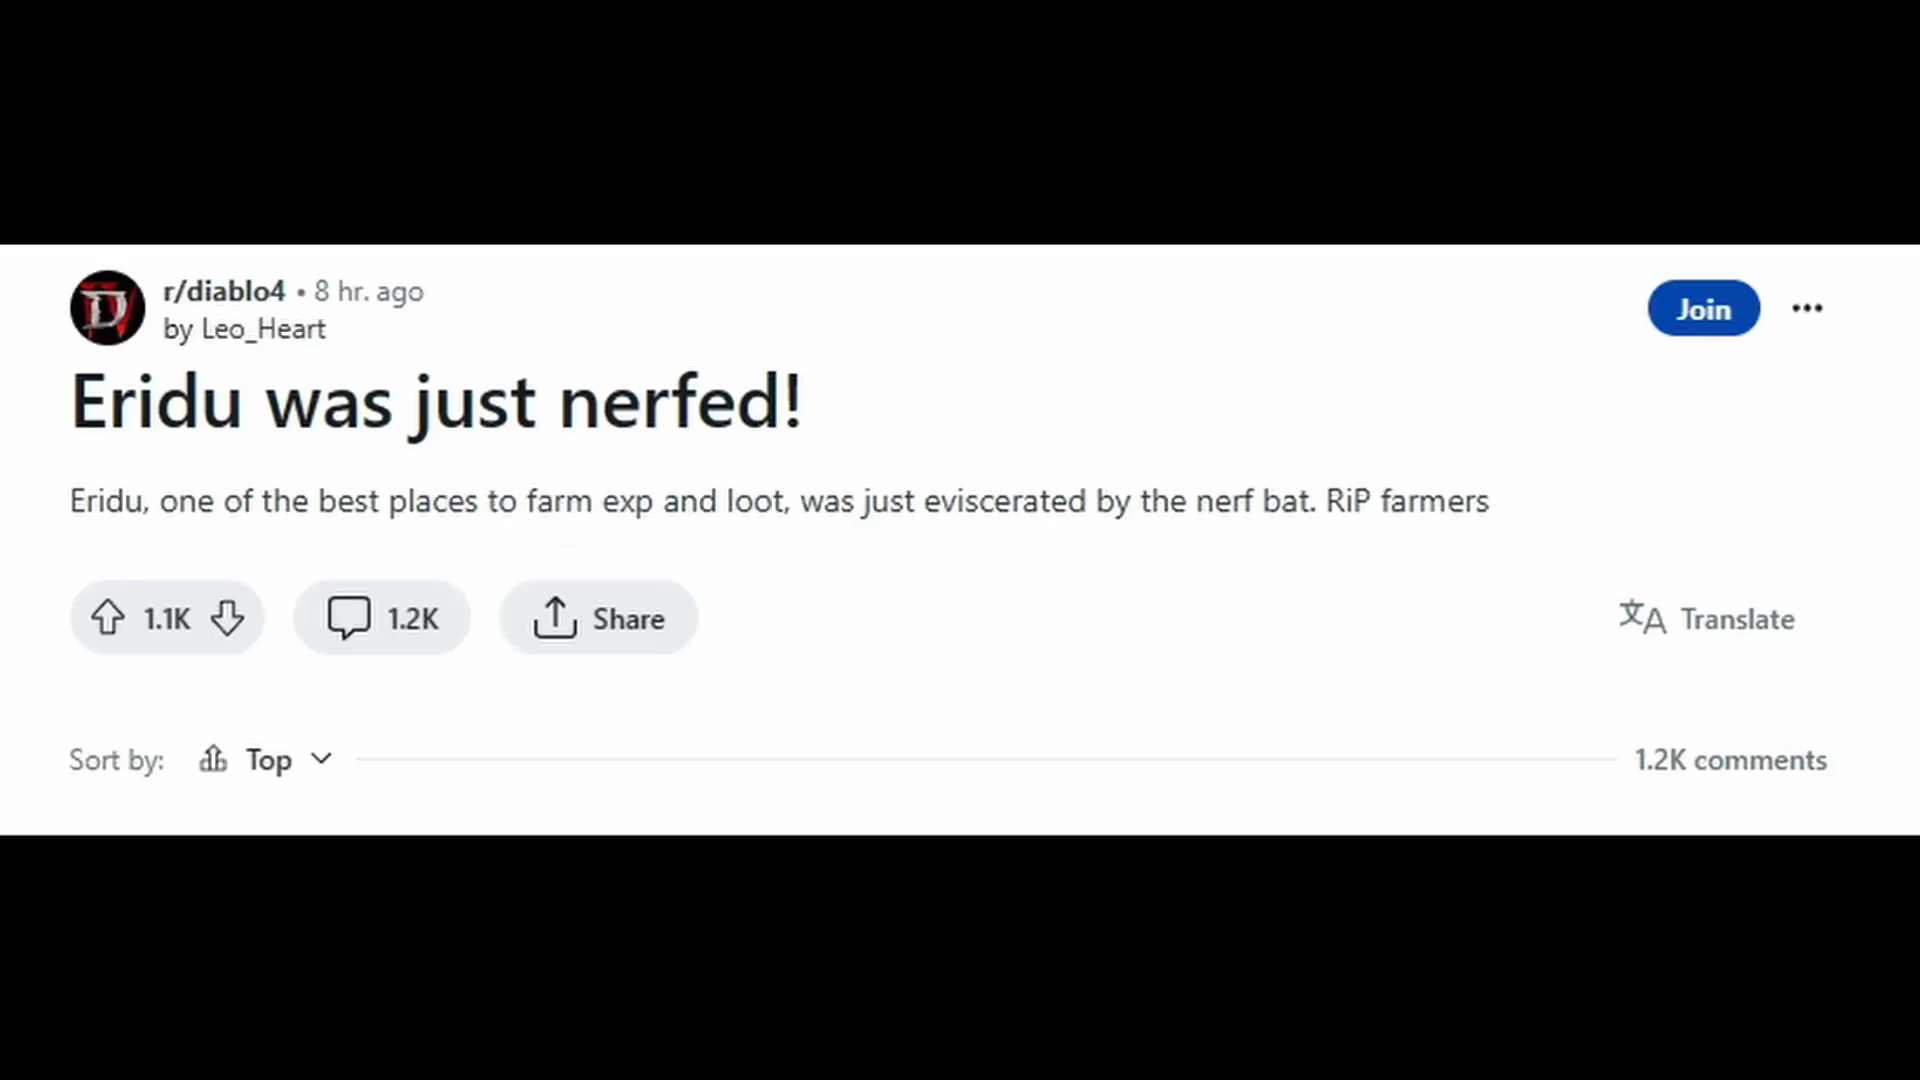 r/diablo4 • 8 hr. ago
by Leo_Heart
Join
Eridu was just nerfed!
Eridu, one of the best places to farm exp and loot, was just eviscerated by the nerf bat. RiP farmers
1.1K
1.2K
Share
Translate
Sort by: Top
1.2K comments